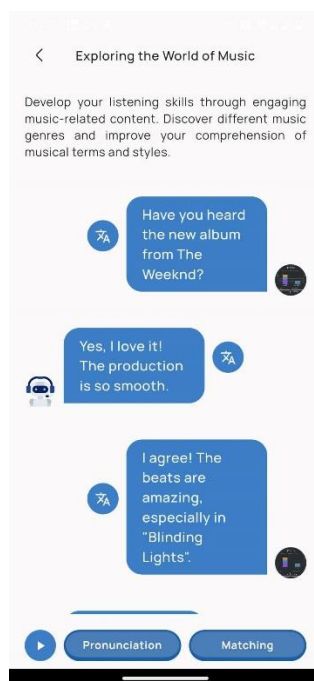 Exploring the World of Music
Develop your listening skills through engaging
music-related content. Discover different music
genres and improve your comprehension of
musical terms and styles.
Have you heard
the new album
from The
Weeknd?
Yes, I love it!
The production
is so smooth.
I agree! The
beats are
amazing,
especially in
"Blinding
Lights".
Pronunciation
Matching